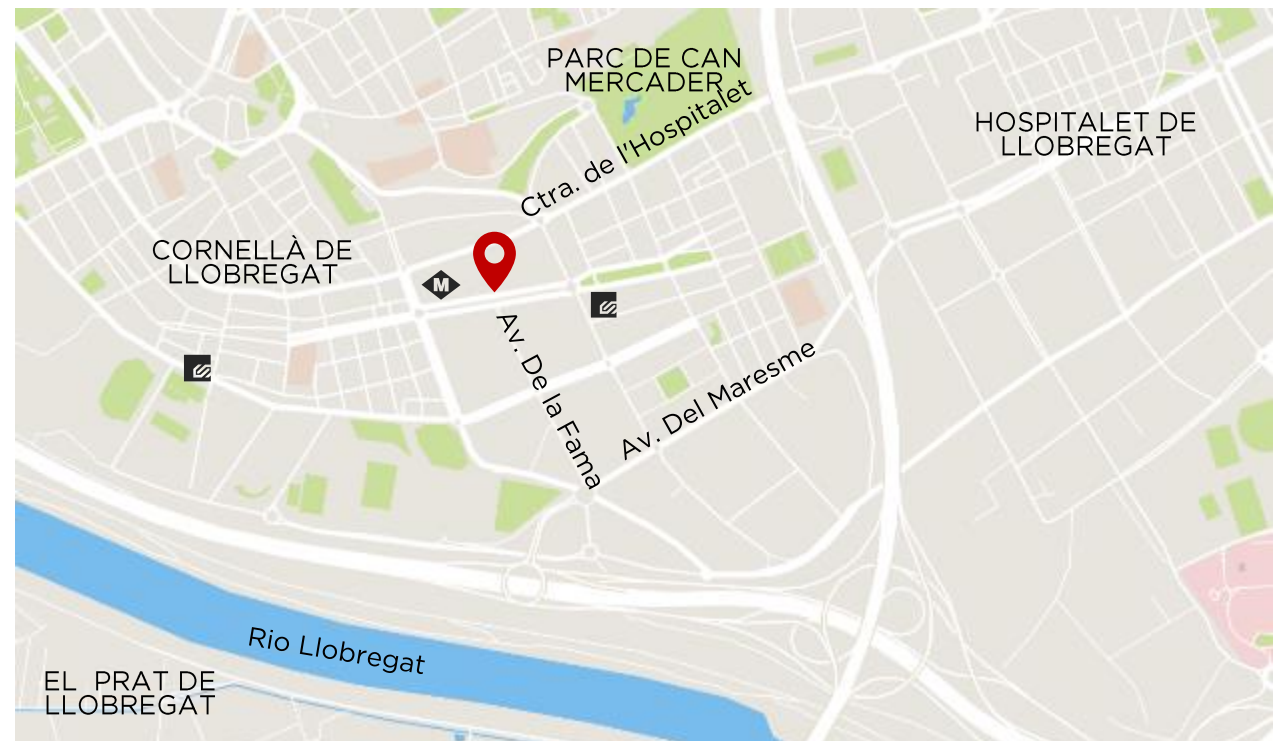 PARC DE CAN
MERCADER
Ctra. de l'Hospitalet
HOSPITALET DE
LLOBREGAT
CORNELLÀ DE
LLOBREGAT
M
Av. De la Fama
Av. Del Maresme
Rio Llobregat
EL PRAT DE
LLOBREGAT